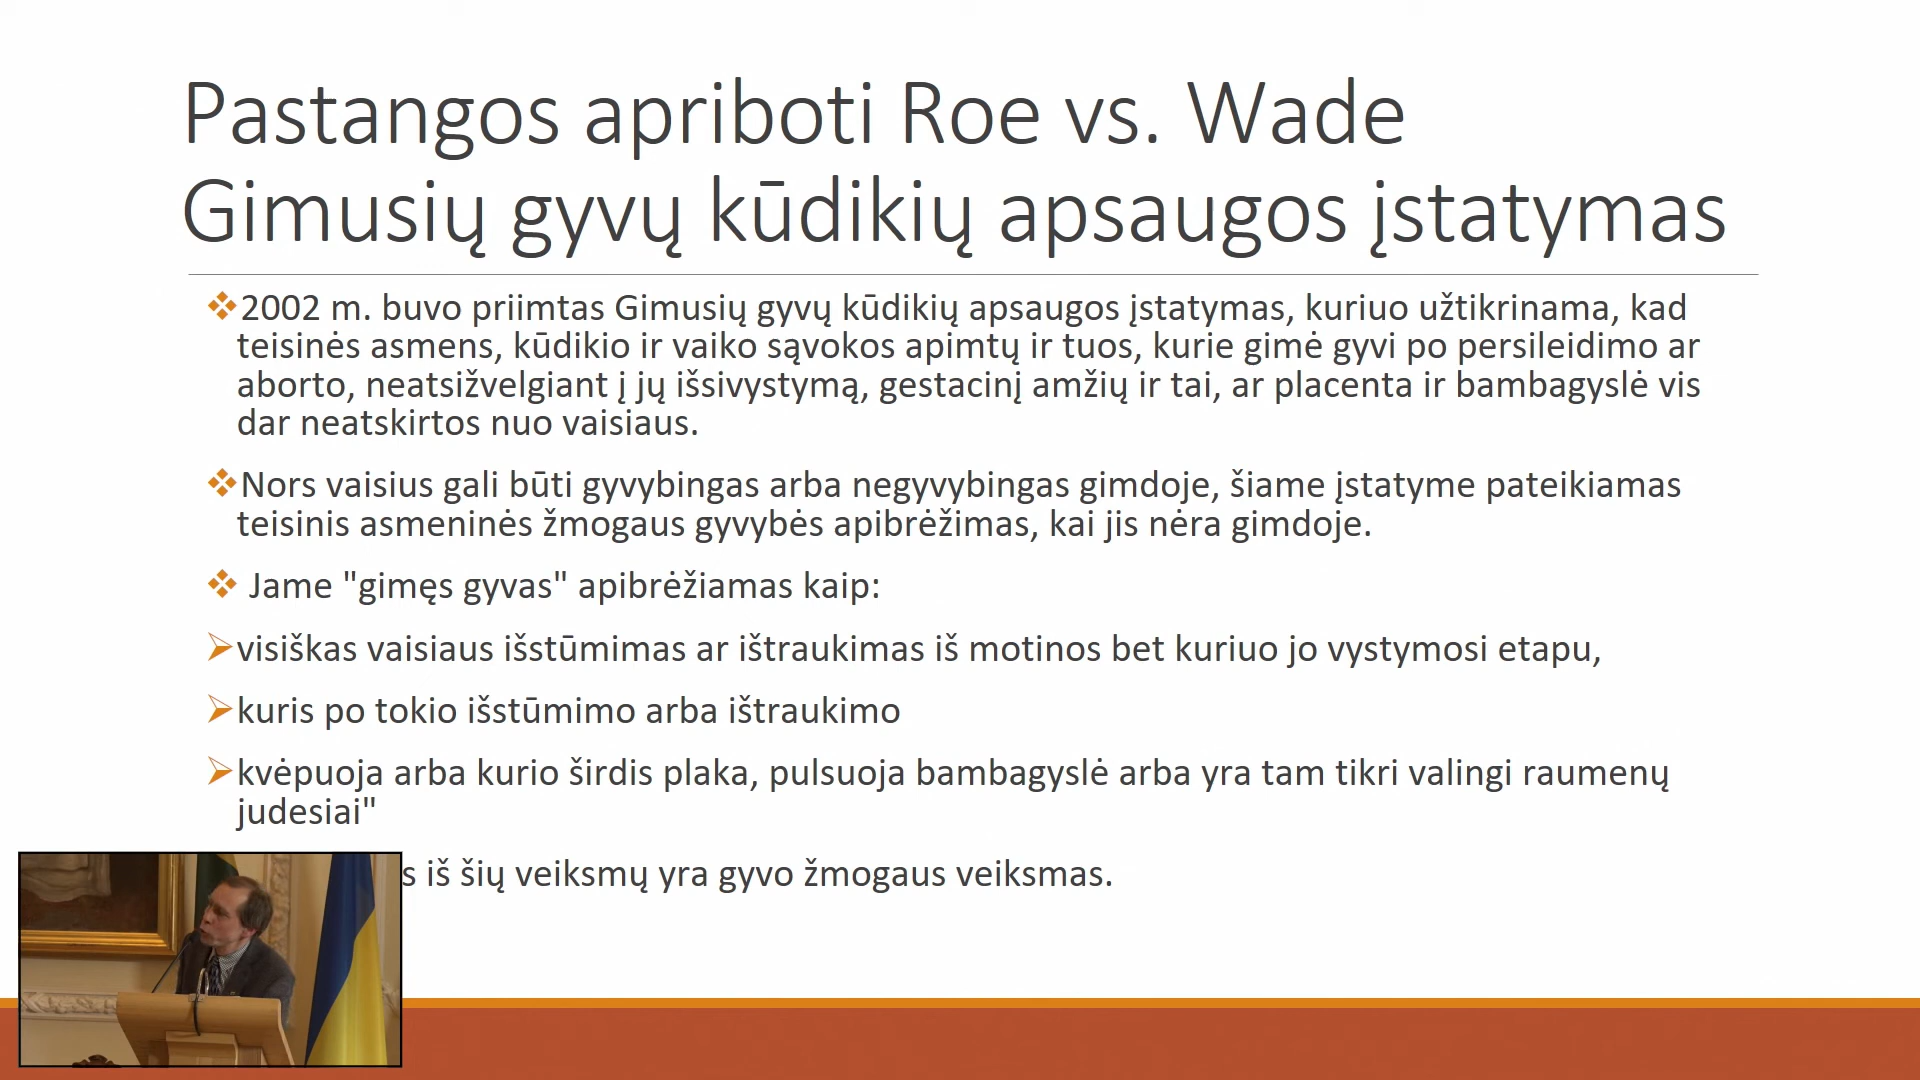 Pastangos apriboti Roe vs. Wade
Gimusių gyvų kūdikių apsaugos įstatymas
2002 m. buvo priimtas Gimusių gyvų kūdikių apsaugos įstatymas, kuriuo užtikrinama, kad
teisinės asmens, kūdikio ir vaiko sąvokos apimtų ir tuos, kurie gimė gyvi po persileidimo ar
aborto, neatsižvelgiant į jų išsivystymą, gestacinį amžių ir tai, ar placenta ir bambagyslė vis
dar neatskirtos nuo vaisiaus.
Nors vaisius gali būti gyvybingas arba negyvybingas gimdoje, šiame įstatyme pateikiamas
teisinis asmeninės žmogaus gyvybės apibrėžimas, kai jis nėra gimdoje.
Jame "gimęs gyvas" apibrėžiamas kaip:
visiškas vaisiaus išstūmimas ar ištraukimas iš motinos bet kuriuo jo vystymosi etapu,
kuris po tokio išstūmimo arba ištraukimo
kvėpuoja arba kurio širdis plaka, pulsuoja bambagyslė arba yra tam tikri valingi raumenų
judesiai"
iš šių veiksmų yra gyvo žmogaus veiksmas.